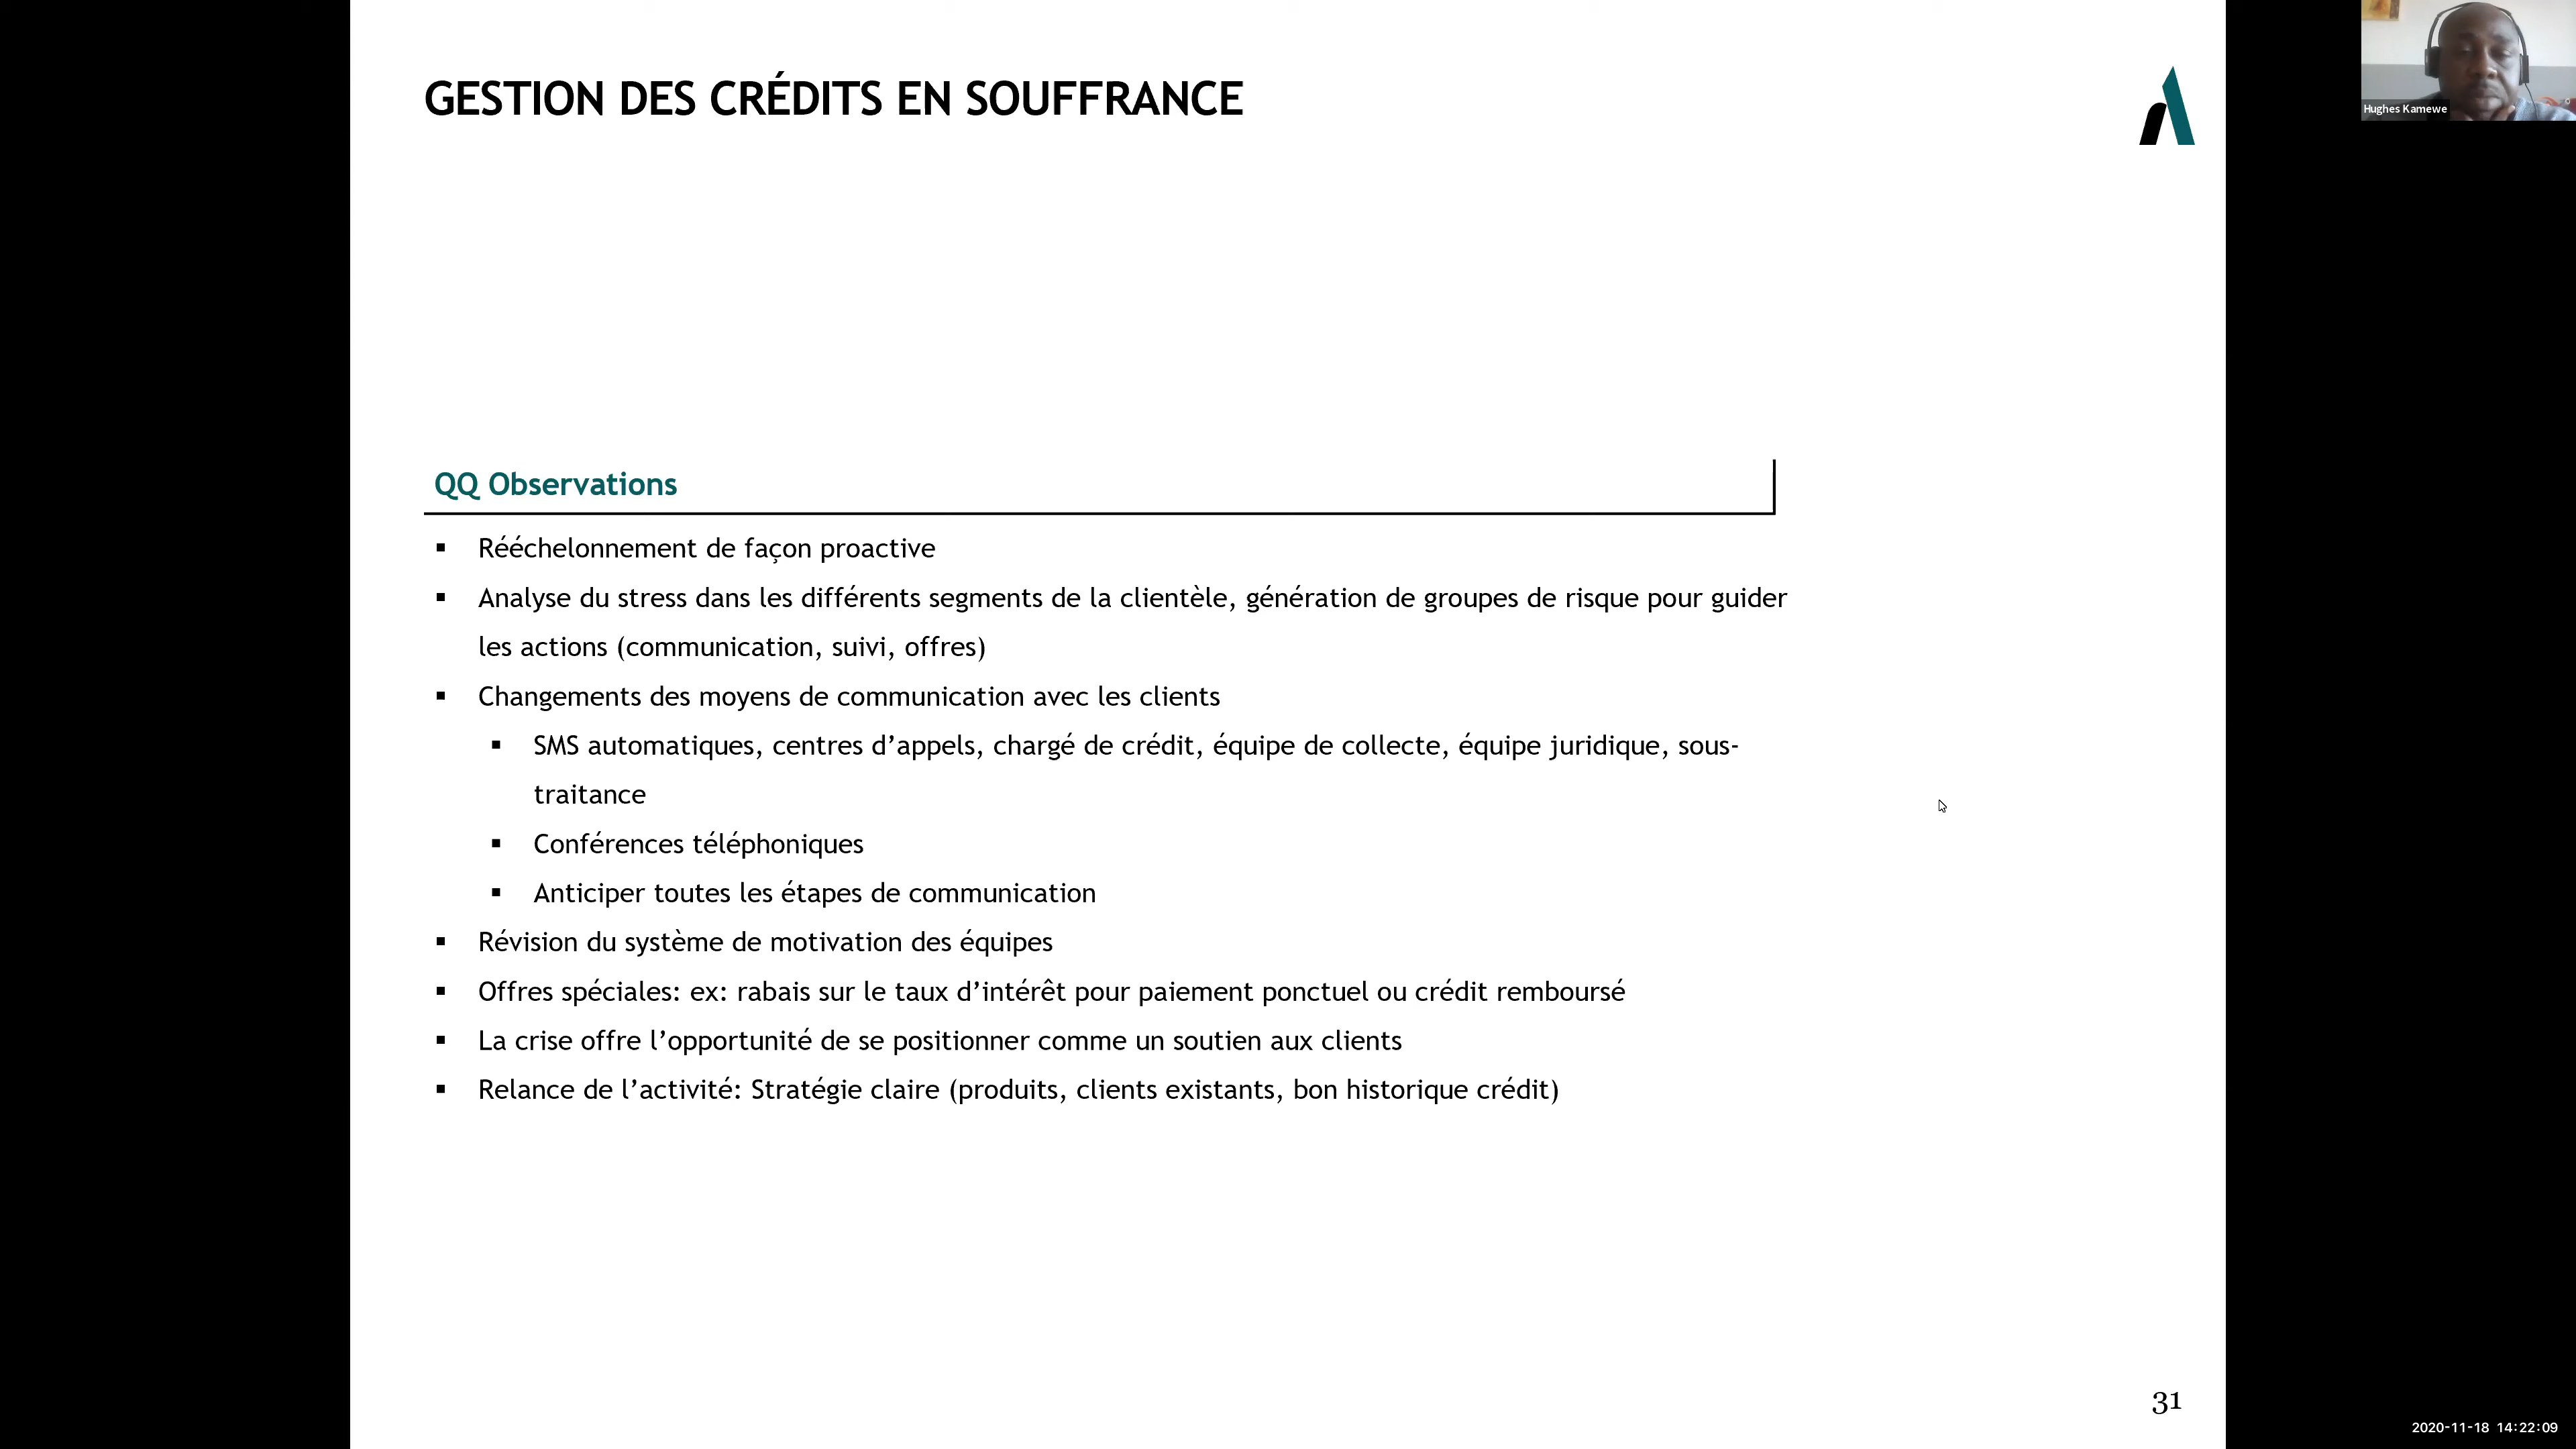 GESTION DES CRÉDITS EN SOUFFRANCE
Hughes Kamewe
QQ Observations
▪ Rééchelonnement de façon proactive
▪ Analyse du stress dans les différents segments de la clientèle, génération de groupes de risque pour guider
les actions (communication, suivi, offres)
▪ Changements des moyens de communication avec les clients
▪ SMS automatiques, centres d’appels, chargé de crédit, équipe de collecte, équipe juridique, sous-
traitance
▪ Conférences téléphoniques
▪ Anticiper toutes les étapes de communication
▪ Révision du système de motivation des équipes
▪ Offres spéciales: ex: rabais sur le taux d’intérêt pour paiement ponctuel ou crédit remboursé
▪ La crise offre l’opportunité de se positionner comme un soutien aux clients
▪ Relance de l’activité: Stratégie claire (produits, clients existants, bon historique crédit)
31
2020-11-18 14:22:09